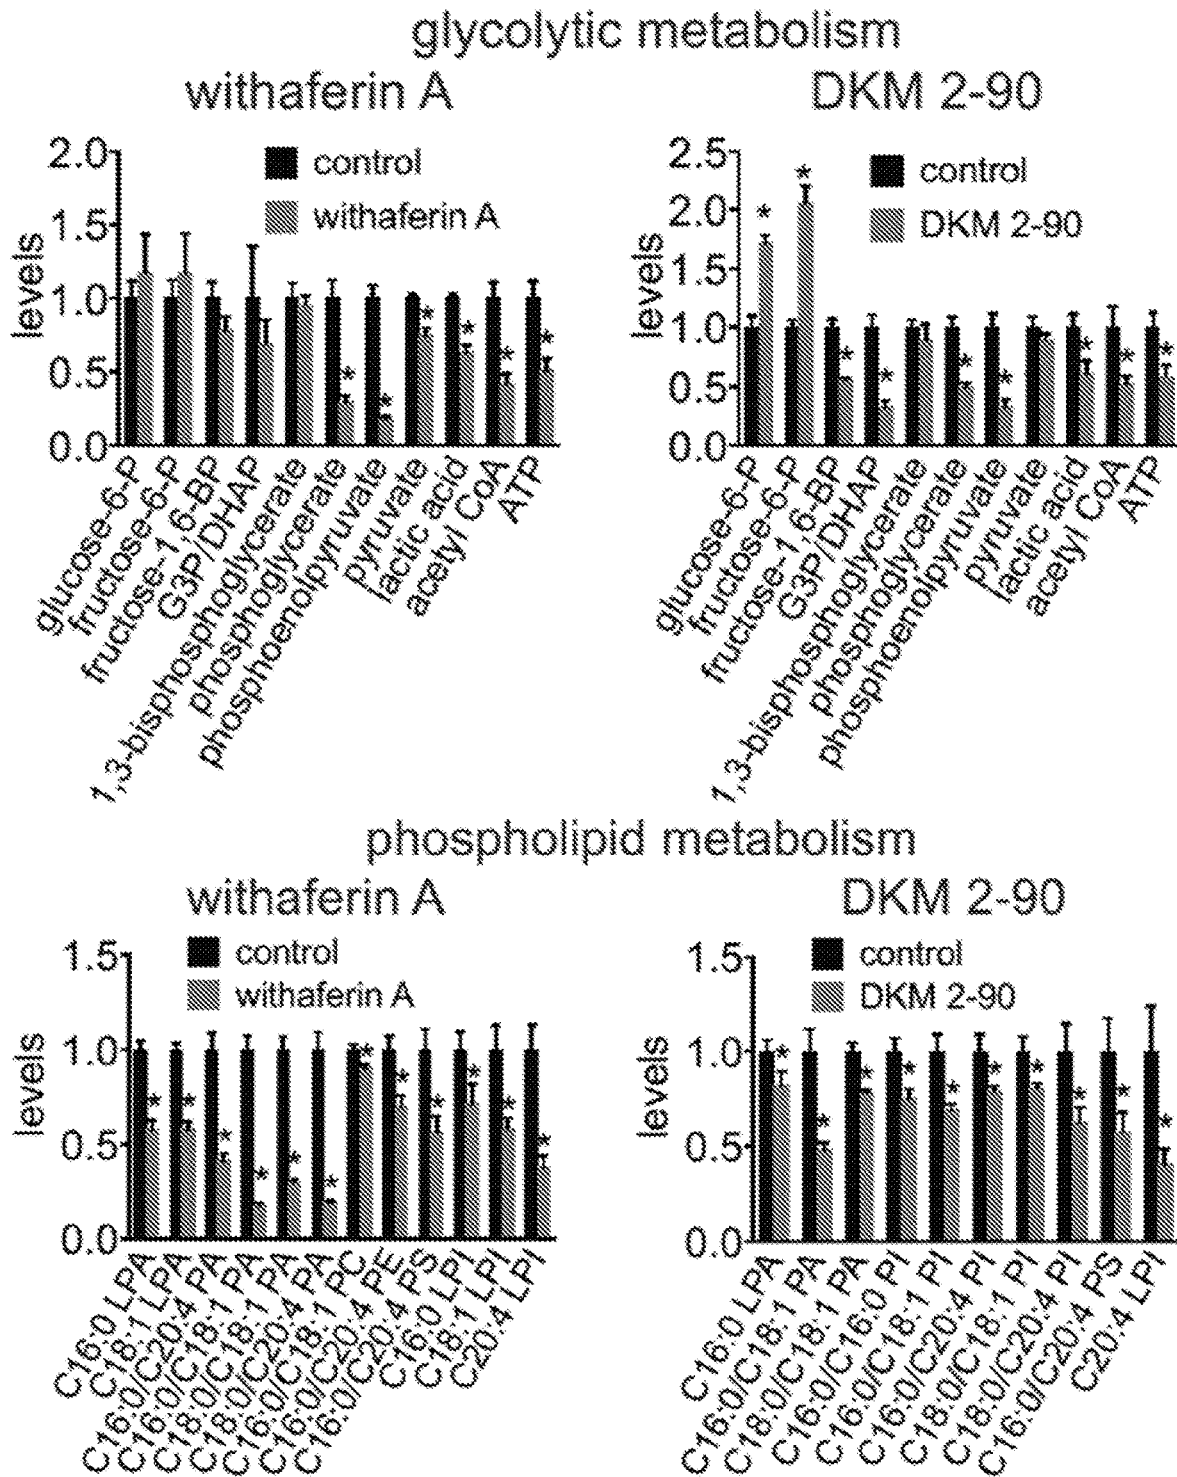 glycolytic metabolism
withaferin A
2.0
1.5
1.0
0.5
0.0
levels
control
withaferin A
glucose-6-P
fructose-6-P
fructose-1,6-BP
G3P/DHAP
1,3-bisphosphoglycerate
phosphoglycerate
phosphoenolpyruvate
pyruvate
lactic acid
acetyl CoA
ATP
DKM 2-90
2.5
2.0
1.5
1.0
0.5
0.0
levels
control
DKM 2-90
glucose-6-P
fructose-6-P
fructose-1,6-BP
G3P/DHAP
1,3-bisphosphoglycerate
phosphoglycerate
phosphoenolpyruvate
pyruvate
lactic acid
acetyl CoA
ATP
phospholipid metabolism
withaferin A
1.5
1.0
0.5
0.0
levels
control
withaferin A
C16:0 LPA
C18:1 LPA
C16:0/C20:4 PA
C16:0/C18:1 PA
C18:0/C18:1 PA
C18:0/C20:4 PA
C16:0/C18:1 PC
C16:0/C20:4 PE
C16:0/C20:4 PS
C16:0 LPI
C18:1 LPI
C20:4 LPI
DKM 2-90
1.5
1.0
0.5
0.0
levels
control
DKM 2-90
C16:0 LPA
C16:0/C18:1 PA
C18:0/C18:1 PA
C16:0/C16:0 PI
C16:0/C18:1 PI
C16:0/C20:4 PI
C18:0/C18:1 PI
C18:0/C20:4 PI
C16:0/C20:4 PS
C20:4 LPI